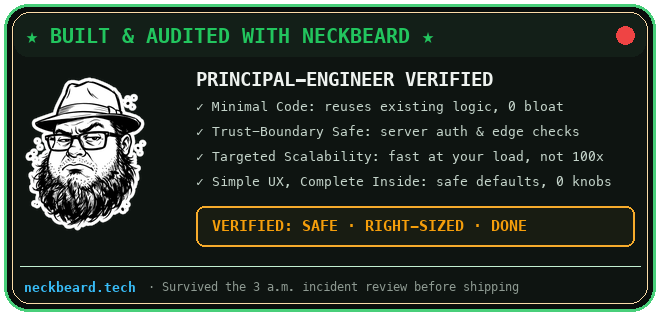 ★ BUILT & AUDITED WITH NECKBEARD ★
PRINCIPAL−ENGINEER VERIFIED
✓ Minimal Code: reuses existing logic, 0 bloat
✓ Trust−Boundary Safe: server auth & edge checks
✓ Targeted Scalability: fast at your load, not 100x
✓ Simple UX, Complete Inside: safe defaults, 0 knobs
VERIFIED: SAFE · RIGHT−SIZED · DONE
neckbeard.tech · Survived the 3 a.m. incident review before shipping